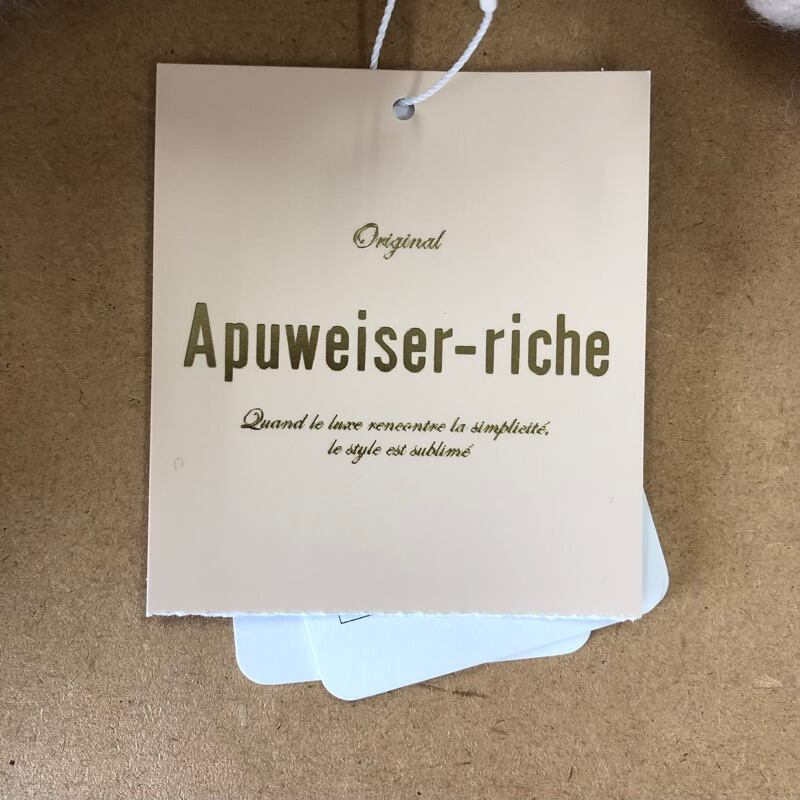 Original
Apuweiser-riche
Quand le luxe rencontre la simplicité,
le style est sublimé